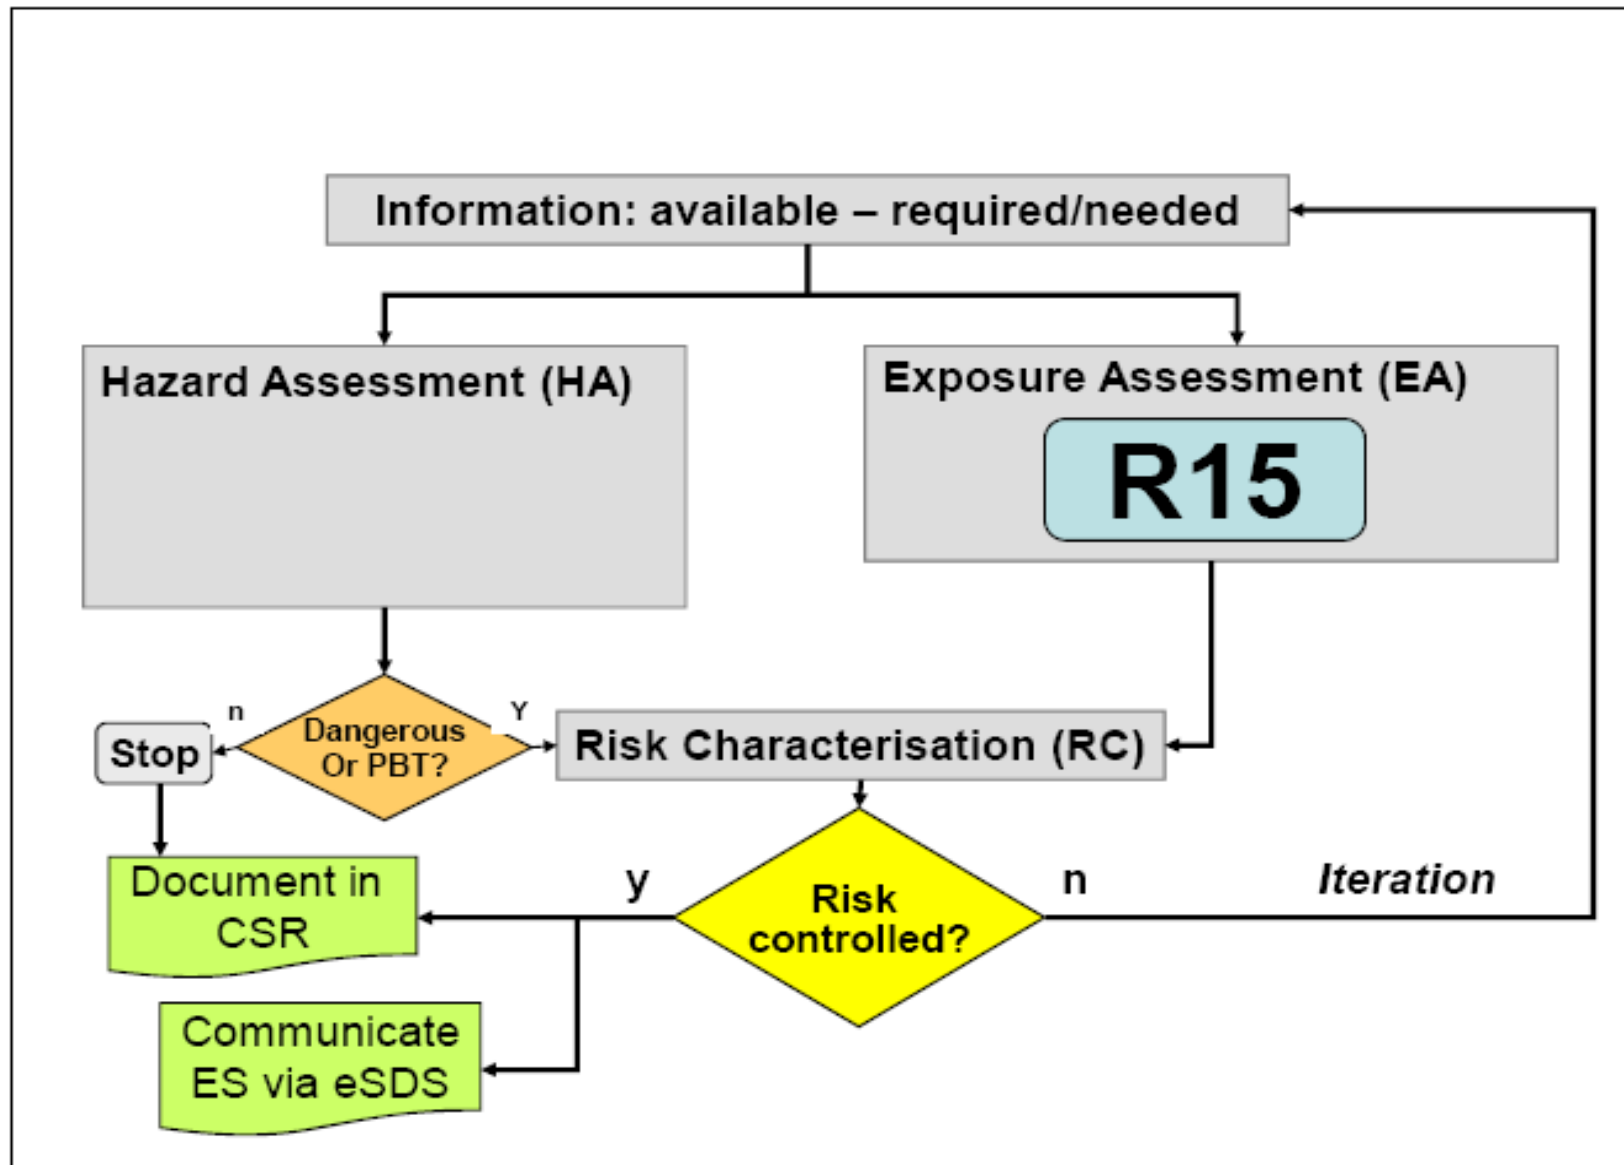 Information: available – required/needed
Hazard Assessment (HA)
Exposure Assessment (EA)
R15
n
Y
Stop
Dangerous
Or PBT?
Risk Characterisation (RC)
Document in
CSR
y
Risk
controlled?
n
Iteration
Communicate
ES via eSDS